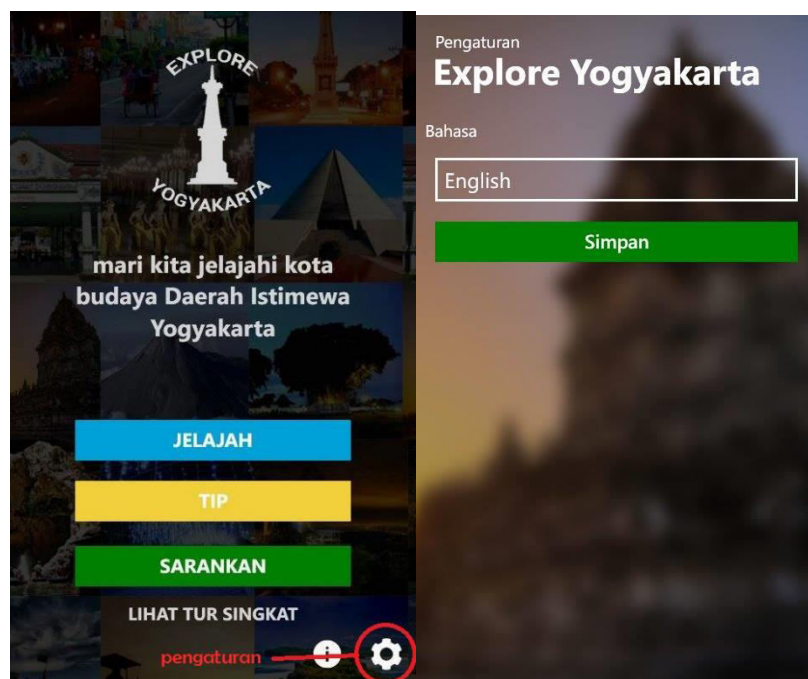 EXPLORE
YOGYAKARTA
mari kita jelajahi kota
budaya Daerah Istimewa
Yogyakarta
JELAJAH
TIP
SARANKAN
LIHAT TUR SINGKAT
pengaturan
Pengaturan
Explore Yogyakarta
Bahasa
English
Simpan